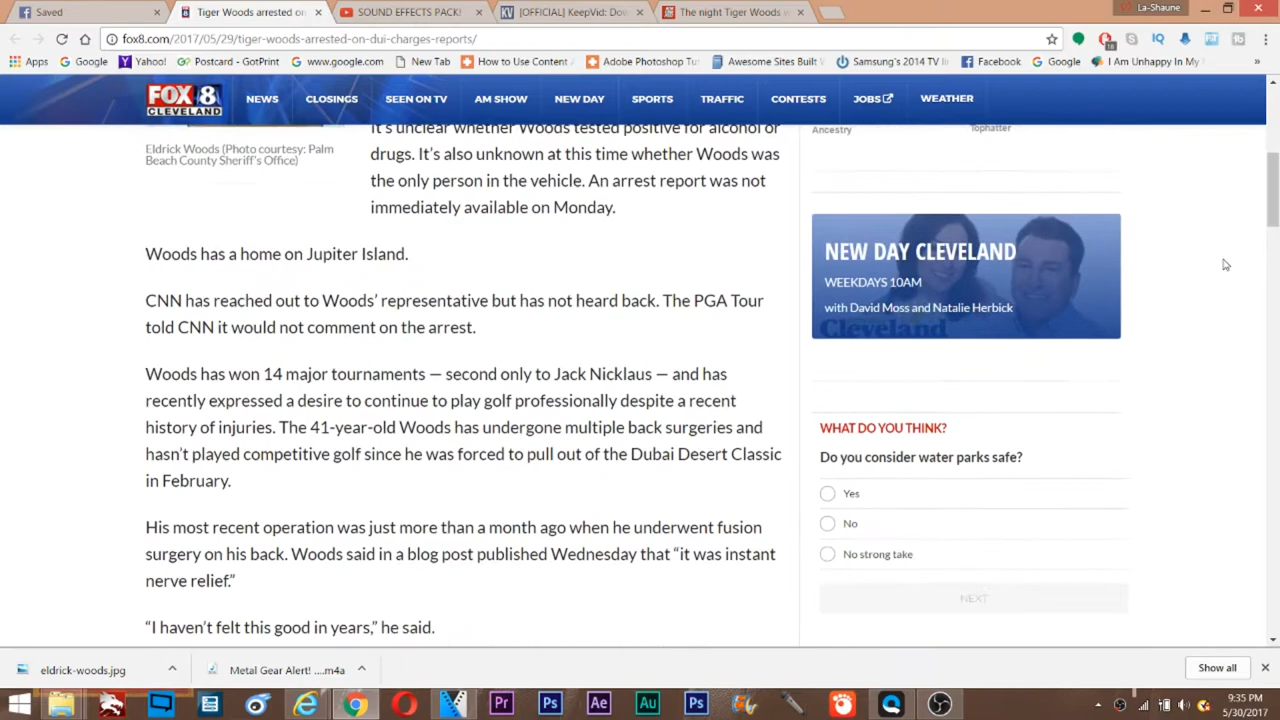 Saved
Tiger Woods arrested on
SOUND EFFECTS PACK!
[OFFICIAL] KeepVid: Dow
The night Tiger Woods w
La-Shaune
fox8.com/2017/05/29/tiger-woods-arrested-on-dui-charges-reports/
Apps
Google
Yahoo!
Postcard - GotPrint
www.google.com
New Tab
How to Use Content A
Adobe Photoshop Tut
Awesome Sites Built W
Samsung's 2014 TV li
Facebook
Google
I Am Unhappy In My
FOX 8
CLEVELAND
NEWS
CLOSINGS
SEEN ON TV
AM SHOW
NEW DAY
SPORTS
TRAFFIC
CONTESTS
JOBS
WEATHER
Eldrick Woods (Photo courtesy: Palm
Beach County Sheriff's Office)
It's unclear whether Woods tested positive for alcohol or
drugs. It's also unknown at this time whether Woods was
the only person in the vehicle. An arrest report was not
immediately available on Monday.
Woods has a home on Jupiter Island.
CNN has reached out to Woods' representative but has not heard back. The PGA Tour
told CNN it would not comment on the arrest.
Woods has won 14 major tournaments — second only to Jack Nicklaus — and has
recently expressed a desire to continue to play golf professionally despite a recent
history of injuries. The 41-year-old Woods has undergone multiple back surgeries and
hasn't played competitive golf since he was forced to pull out of the Dubai Desert Classic
in February.
His most recent operation was just more than a month ago when he underwent fusion
surgery on his back. Woods said in a blog post published Wednesday that “it was instant
nerve relief.”
“I haven't felt this good in years,” he said.
Ancestry
Tophatter
NEW DAY CLEVELAND
WEEKDAYS 10AM
with David Moss and Natalie Herbick
Cleveland
WHAT DO YOU THINK?
Do you consider water parks safe?
Yes
No
No strong take
NEXT
eldrick-woods.jpg
Metal Gear Alert! ....m4a
Show all
Pr
Ps
Ae
Au
Ps
9:35 PM
5/30/2017